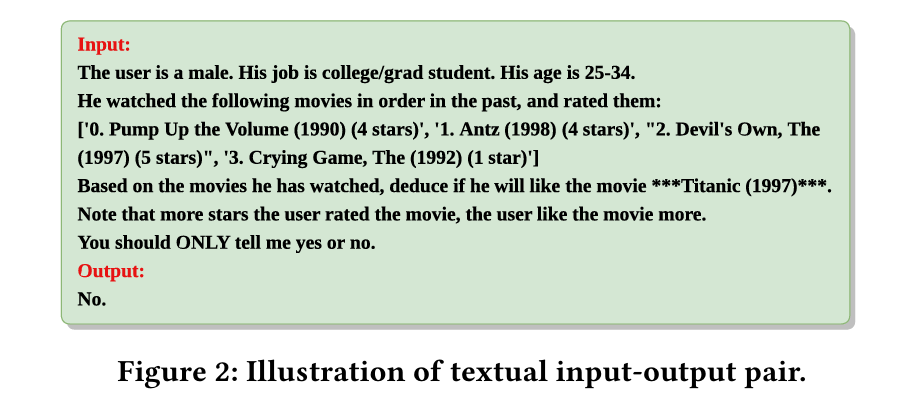 Input:
The user is a male. His job is college/grad student. His age is 25-34.
He watched the following movies in order in the past, and rated them:
['0. Pump Up the Volume (1990) (4 stars)', '1. Antz (1998) (4 stars)', "2. Devil's Own, The
(1997) (5 stars)", '3. Crying Game, The (1992) (1 star)']
Based on the movies he has watched, deduce if he will like the movie ***Titanic (1997)***.
Note that more stars the user rated the movie, the user like the movie more.
You should ONLY tell me yes or no.
Output:
No.
Figure 2: Illustration of textual input-output pair.